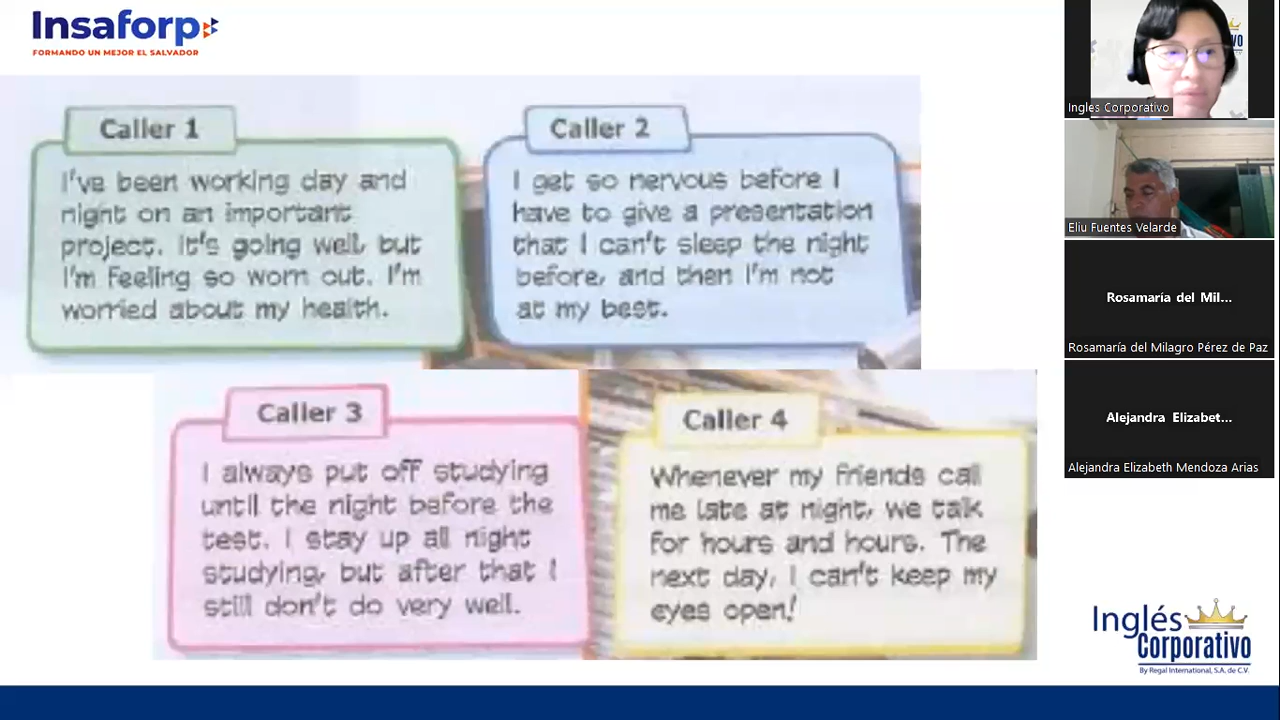 Insaforp
FORMANDO UN MEJOR EL SALVADOR
Caller 1
I've been working day and
night on an important
project. It's going well, but
I'm feeling so worn out. I'm
worried about my health.
Caller 2
I get so nervous before I
have to give a presentation
that I can't sleep the night
before, and then I'm not
at my best.
Caller 3
I always put off studying
until the night before the
test. I stay up all night
studying, but after that I
still don't do very well.
Caller 4
Whenever my friends call
me late at night, we talk
for hours and hours. The
next day, I can't keep my
eyes open!
Ingles Corporativo
Eliu Fuentes Velarde
Rosamaría del Mil...
Rosamaría del Milagro Pérez de Paz
Alejandra Elizabet...
Alejandra Elizabeth Mendoza Arias
Inglés
Corporativo
By Regal International, S.A. de C.V.